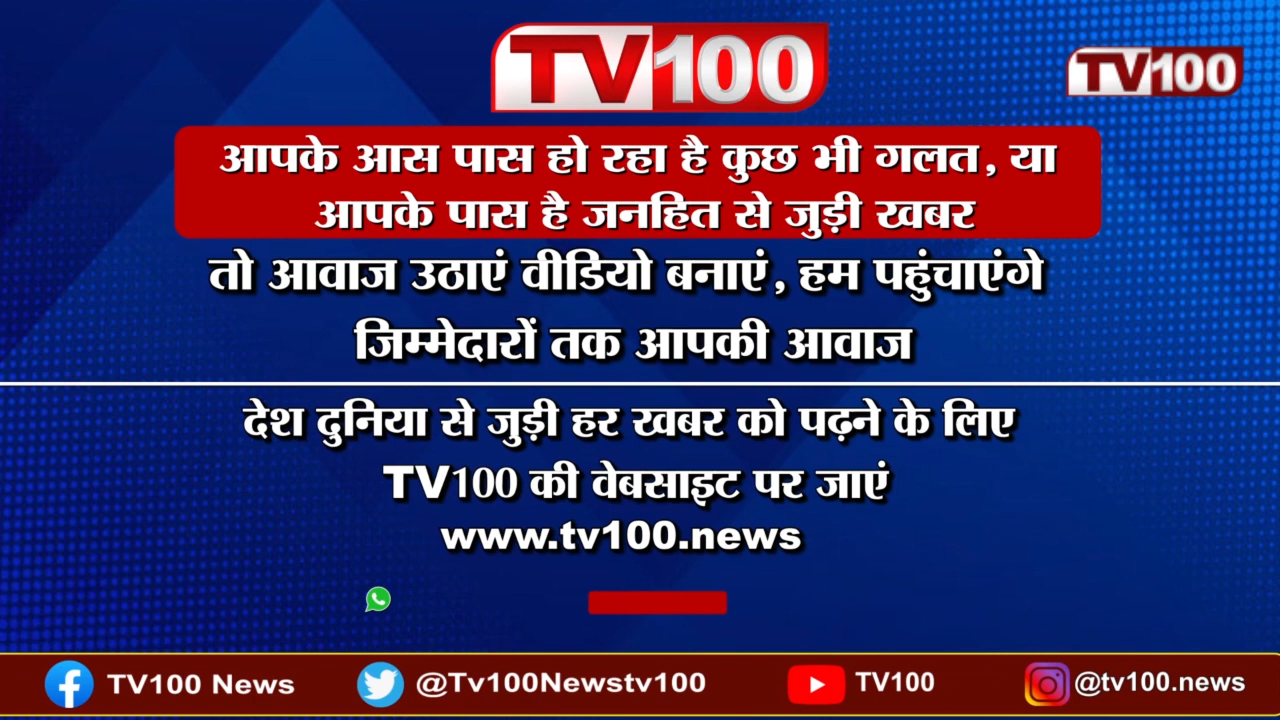 TV100
TV100
आपके आस पास हो रहा है कुछ भी गलत, या
आपके पास है जनहित से जुड़ी खबर
तो आवाज उठाएं वीडियो बनाएं, हम पहुंचाएंगे
जिम्मेदारों तक आपकी आवाज
देश दुनिया से जुड़ी हर खबर को पढ़ने के लिए
TV100 की वेबसाइट पर जाएं
www.tv100.news
TV100 News
@Tv100Newstv100
TV100
@tv100.news